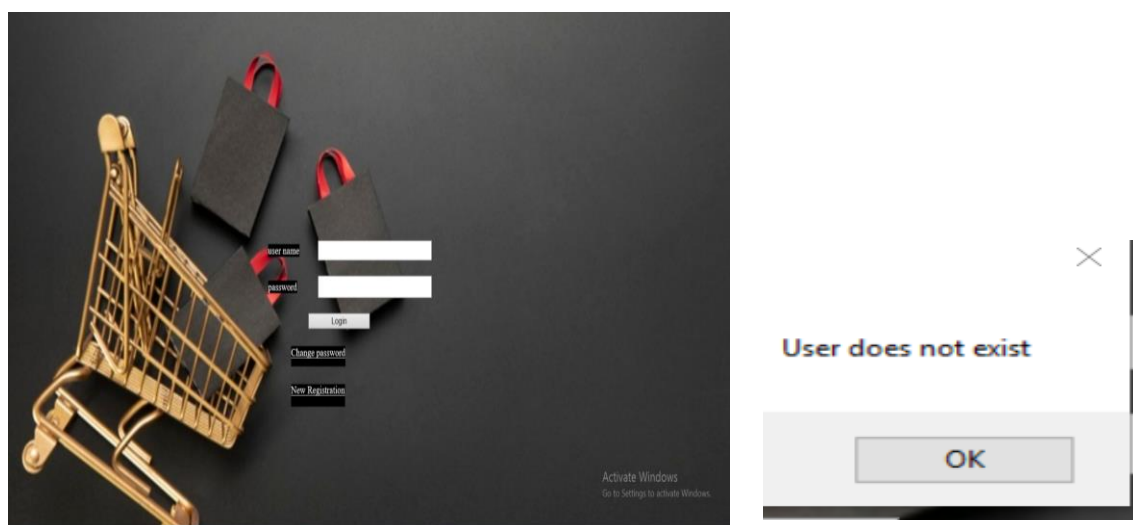 user name
password
Login
Change password
New Registration
Activate Windows
Go to Settings to activate Windows.
User does not exist
OK